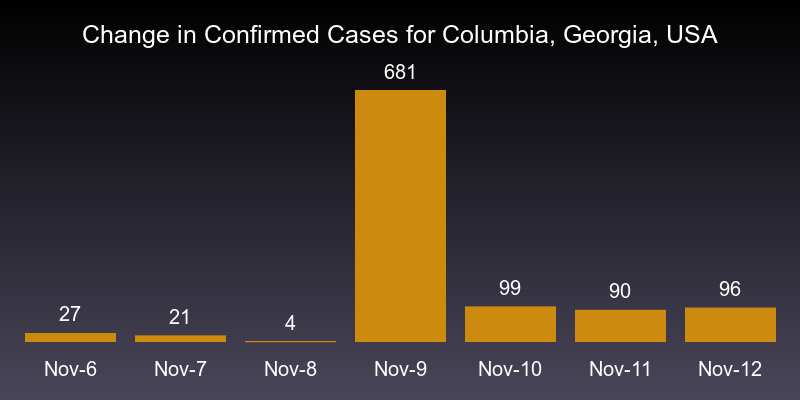 Change in Confirmed Cases for Columbia, Georgia, USA
681
27
21
4
99
90
96
Nov-6
Nov-7
Nov-8
Nov-9
Nov-10
Nov-11
Nov-12